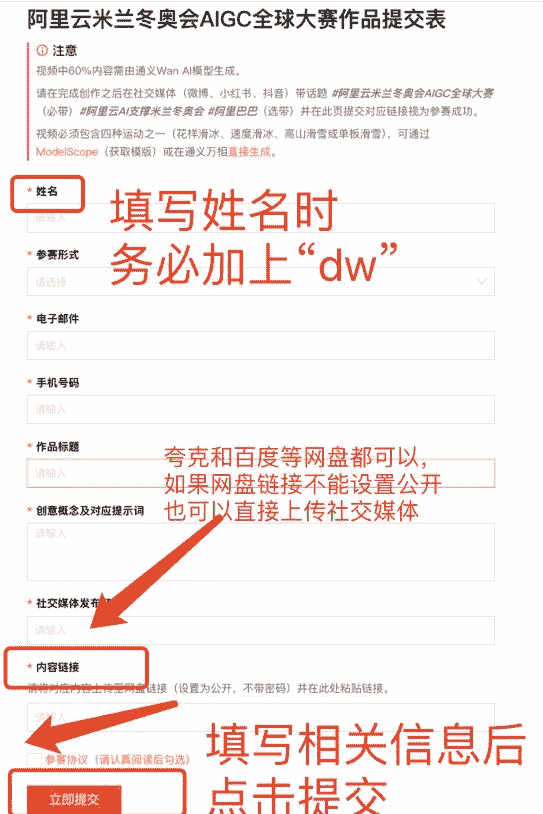 阿里云米兰冬奥会AIGC全球大赛作品提交表
注意
视频中60%内容需由通义Wan AI模型生成。
请在完成创作之后在社交媒体（微博、小红书、抖音）带话题 #阿里云米兰冬奥会AIGC全球大赛
（必带）#阿里云AI支撑米兰冬奥会 #阿里巴巴（选带）并在此页提交对应链接视为参赛成功。
视频必须包含四种运动之一（花样滑冰、速度滑冰、高山滑雪或单板滑雪），可通过
ModelScope（获取模版）或在通义万相直接生成。
* 姓名
请输入
填写姓名时
务必加上“dw”
* 参赛形式
请选择
* 电子邮件
请输入
* 手机号码
请输入
* 作品标题
请输入
夸克和百度等网盘都可以，
如果网盘链接不能设置公开
也可以直接上传社交媒体
* 创意概念及对应提示词
请输入
* 社交媒体发布
请输入
* 内容链接
请将对应内容上传至网盘链接（设置为公开，不带密码）并在此处粘贴链接。
请输入
参赛协议（请认真阅读后勾选）
填写相关信息后
点击提交
立即提交